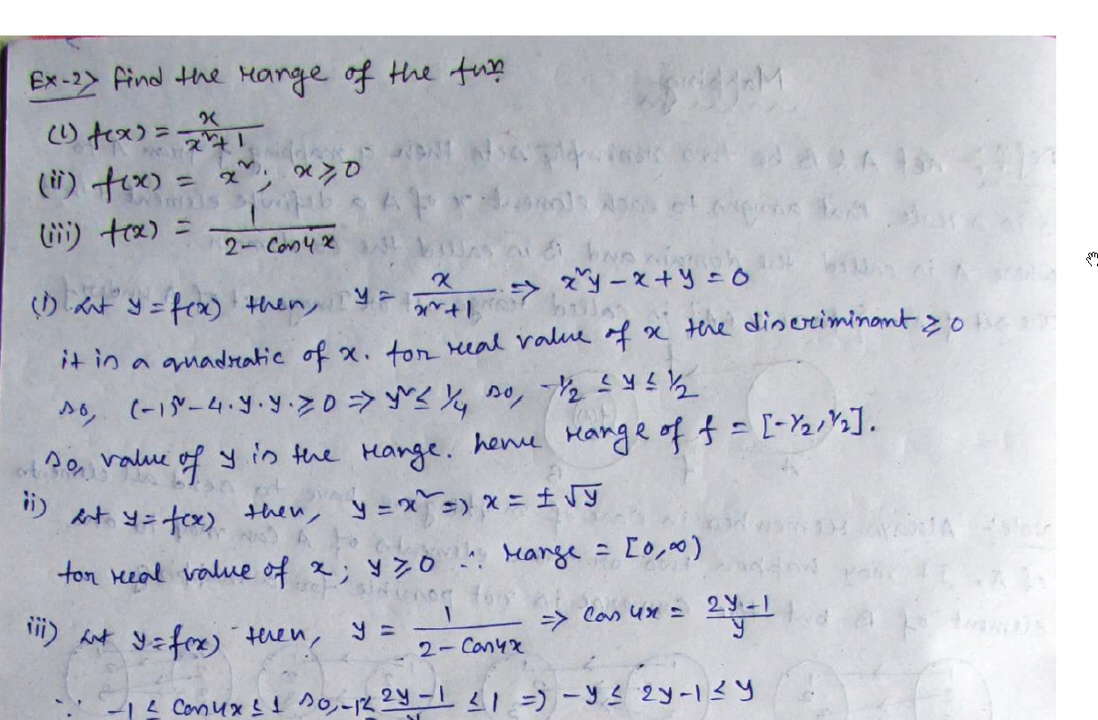 Ex-2> Find the range of the fun.
(i) f(x) = x/(x²+1)
(ii) f(x) = x²; x ≥ 0
(iii) f(x) = 1/(2 - cos4x)
(i) Let y = f(x) then, y = x/(x²+1) ⇒ x²y - x + y = 0
it is a quadratic of x. for real value of x the discriminant ≥ 0
so, (-1)² - 4.y.y. ≥ 0 ⇒ y² ≤ 1/4 so, -1/2 ≤ y ≤ 1/2
so, value of y is the range. hence range of f = [-1/2, 1/2].
ii) Let y = f(x) then, y = x² ⇒ x = ± √y
for real value of x; y ≥ 0 ∴ range = [0, ∞)
iii) Let y = f(x) then, y = 1/(2 - cos4x) ⇒ cos 4x = (2y - 1)/y
∵ -1 ≤ cos4x ≤ 1 so, -1 ≤ (2y - 1)/y ≤ 1 ⇒ -y ≤ 2y - 1 ≤ y